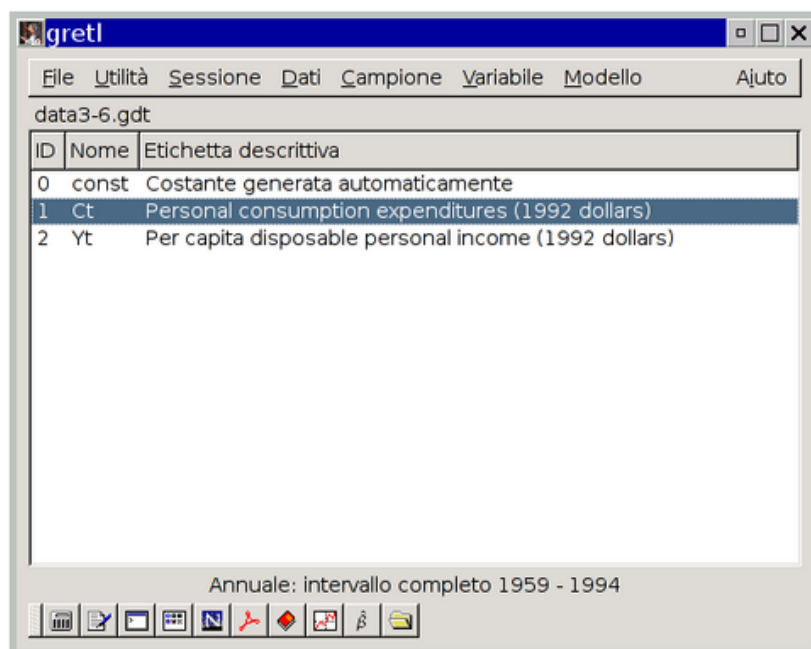 gretl
File Utilità Sessione Dati Campione Variabile Modello Aiuto
data3-6.gdt
ID Nome Etichetta descrittiva
0 const Costante generata automaticamente
1 Ct Personal consumption expenditures (1992 dollars)
2 Yt Per capita disposable personal income (1992 dollars)
Annuale: intervallo completo 1959 - 1994
N β̂